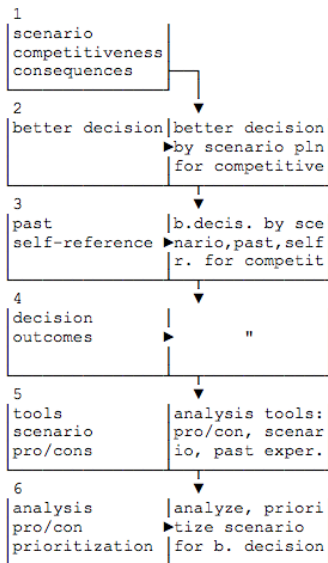 1
scenario
competitiveness
consequences
2
better decision better decision
by scenario pln
for competitive
3
past b.decis. by sce
self-reference nario,past,self
r. for competit
4
decision
outcomes "
5
tools analysis tools:
scenario pro/con, scenar
pro/cons io, past exper.
6
analysis analyze, priori
pro/con tize scenario
prioritization for b. decision